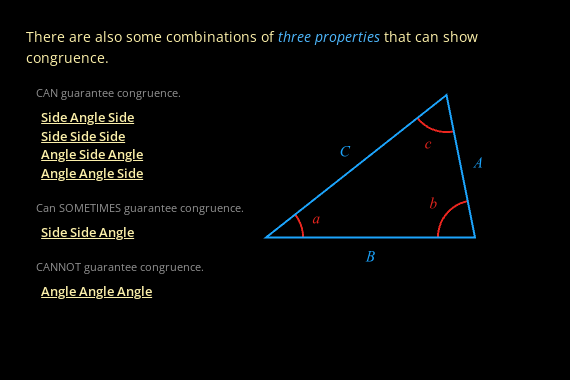 There are also some combinations of three properties that can show
congruence.
CAN guarantee congruence.
Side Angle Side
Side Side Side
Angle Side Angle
Angle Angle Side
Can SOMETIMES guarantee congruence.
Side Side Angle
CANNOT guarantee congruence.
Angle Angle Angle
C
c
A
b
a
B